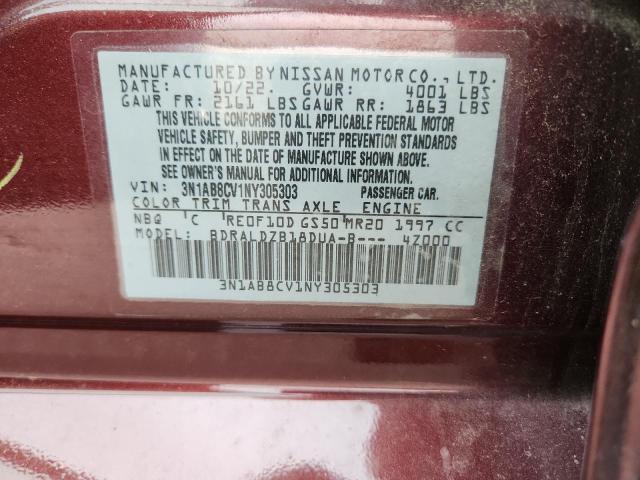 MANUFACTURED BY NISSAN MOTOR CO., LTD.
DATE: 10/22 GVWR: 4001 LBS
GAWR FR: 2161 LBS GAWR RR: 1863 LBS
THIS VEHICLE CONFORMS TO ALL APPLICABLE FEDERAL MOTOR
VEHICLE SAFETY, BUMPER AND THEFT PREVENTION STANDARDS
IN EFFECT ON THE DATE OF MANUFACTURE SHOWN ABOVE.
SEE OWNER'S MANUAL FOR ADDITIONAL INFORMATION
VIN: 3N1AB8CV1NY305303 PASSENGER CAR.
COLOR TRIM TRANS AXLE ENGINE
NBQ C RE0F10D GS50 MR20 1997 CC
MODEL: BDRALDZB18DUA-B--- 4Z000
3N1AB8CV1NY305303